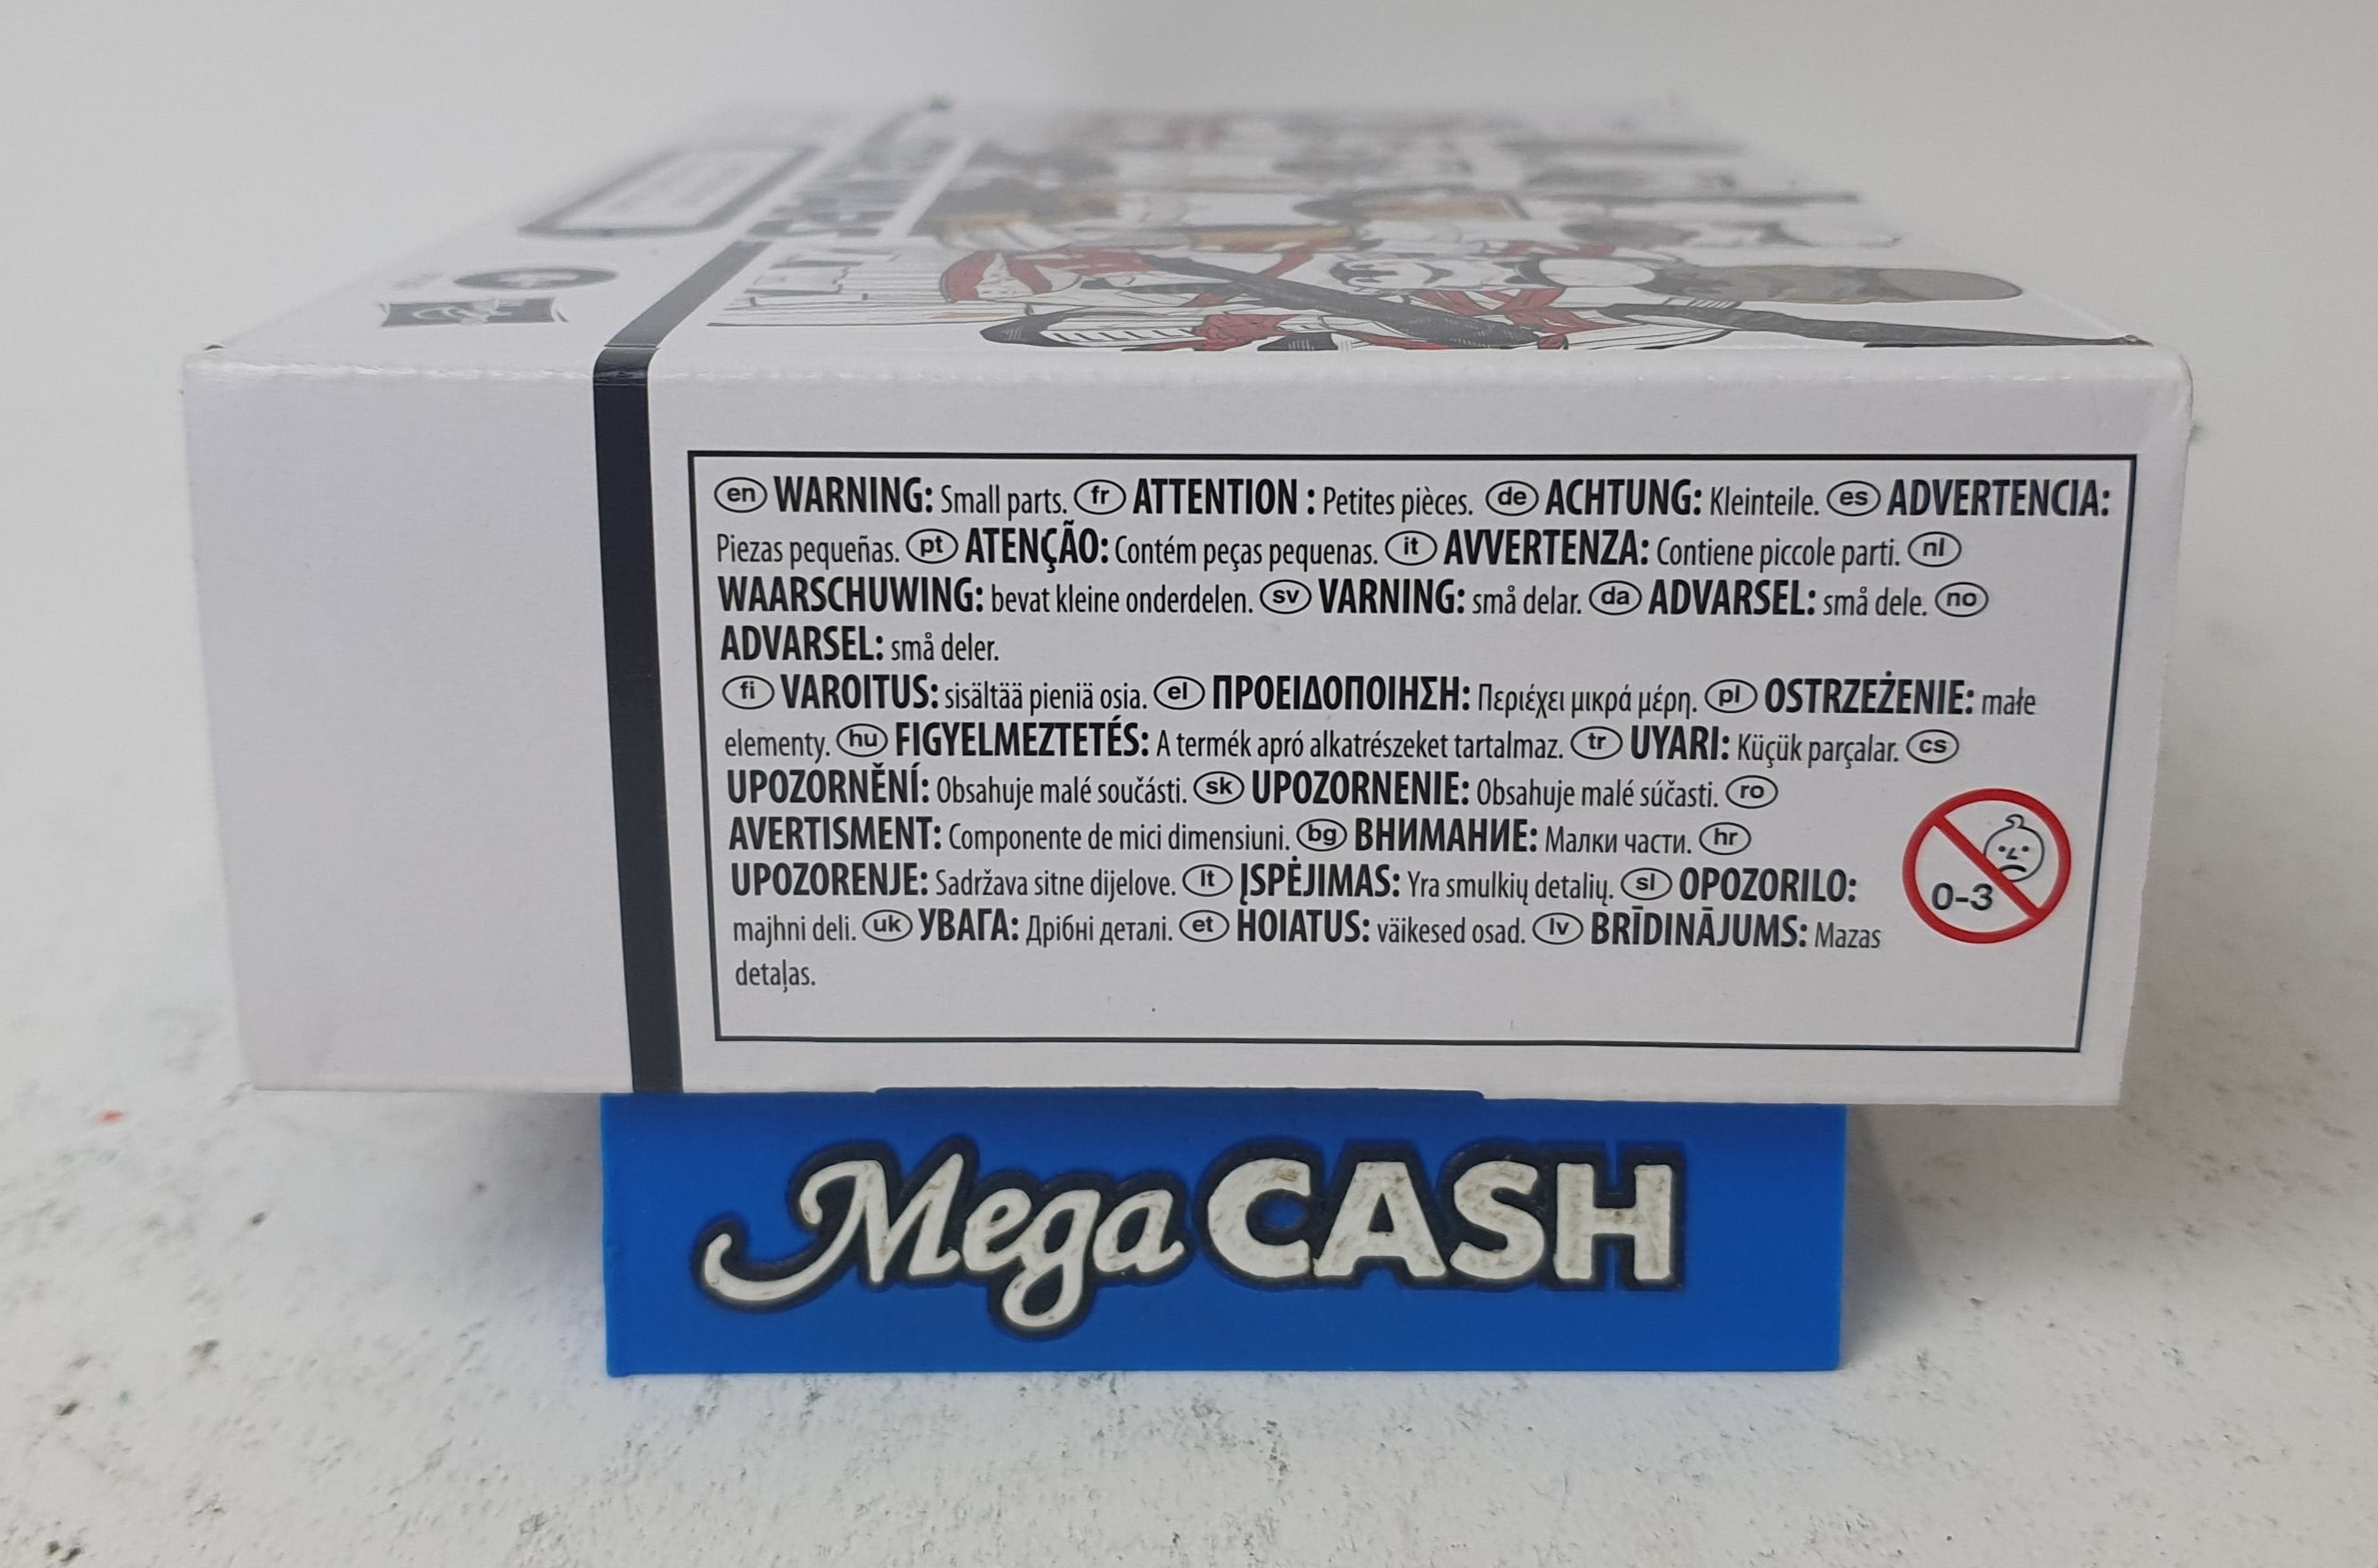 en WARNING: Small parts. fr ATTENTION : Petites pièces. de ACHTUNG: Kleinteile. es ADVERTENCIA:
Piezas pequeñas. pt ATENÇÃO: Contém peças pequenas. it AVVERTENZA: Contiene piccole parti. nl
WAARSCHUWING: bevat kleine onderdelen. sv VARNING: små delar. da ADVARSEL: små dele. no
ADVARSEL: små deler.
fi VAROITUS: sisältää pieniä osia. el ΠΡΟΕΙΔΟΠΟΙΗΣΗ: Περιέχει μικρά μέρη. pl OSTRZEŻENIE: małe
elementy. hu FIGYELMEZTETÉS: A termék apró alkatrészeket tartalmaz. tr UYARI: Küçük parçalar. cs
UPOZORNĚNÍ: Obsahuje malé součásti. sk UPOZORNENIE: Obsahuje malé súčasti. ro
AVERTISMENT: Componente de mici dimensiuni. bg ВНИМАНИЕ: Малки части. hr
UPOZORENJE: Sadržava sitne dijelove. lt ĮSPĖJIMAS: Yra smulkių detalių. sl OPOZORILO:
majhni deli. uk УВАГА: Дрібні деталі. et HOIATUS: väikesed osad. lv BRĪDINĀJUMS: Mazas
detaļas.
0-3
Mega CASH